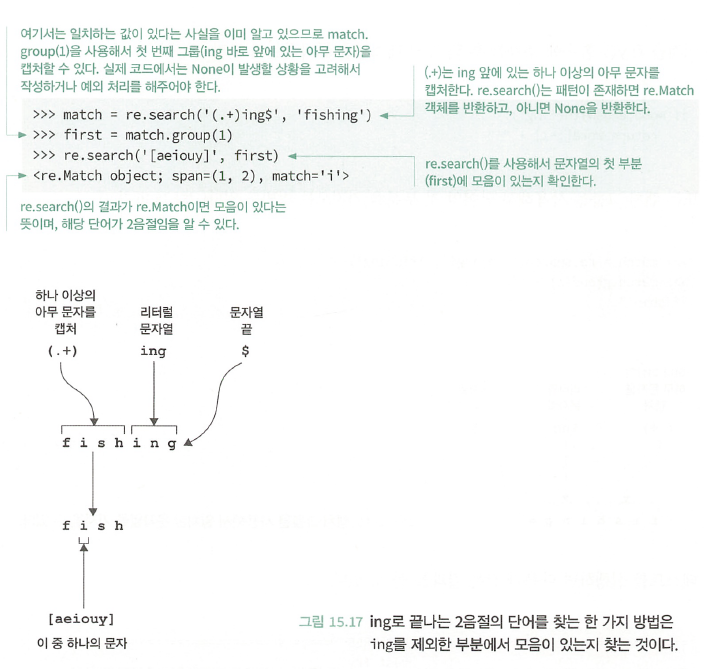 여기서는 일치하는 값이 있다는 사실을 이미 알고 있으므로 match.
group(1)을 사용해서 첫 번째 그룹(ing 바로 앞에 있는 아무 문자)을
캡처할 수 있다. 실제 코드에서는 None이 발생할 상황을 고려해서
작성하거나 예외 처리를 해주어야 한다.
(.+)는 ing 앞에 있는 하나 이상의 아무 문자를
캡처한다. re.search()는 패턴이 존재하면 re.Match
객체를 반환하고, 아니면 None을 반환한다.
>>> match = re.search('(.+)ing$', 'fishing')
>>> first = match.group(1)
>>> re.search('[aeiouy]', first)
<re.Match object; span=(1, 2), match='i'>
re.search()를 사용해서 문자열의 첫 부분
(first)에 모음이 있는지 확인한다.
re.search()의 결과가 re.Match이면 모음이 있다는
뜻이며, 해당 단어가 2음절임을 알 수 있다.
하나 이상의
아무 문자를
캡처
(.+)
리터럴
문자열
ing
문자열
끝
$
f i s h i n g
f i s h
[aeiouy]
이 중 하나의 문자
그림 15.17 ing로 끝나는 2음절의 단어를 찾는 한 가지 방법은
ing를 제외한 부분에서 모음이 있는지 찾는 것이다.